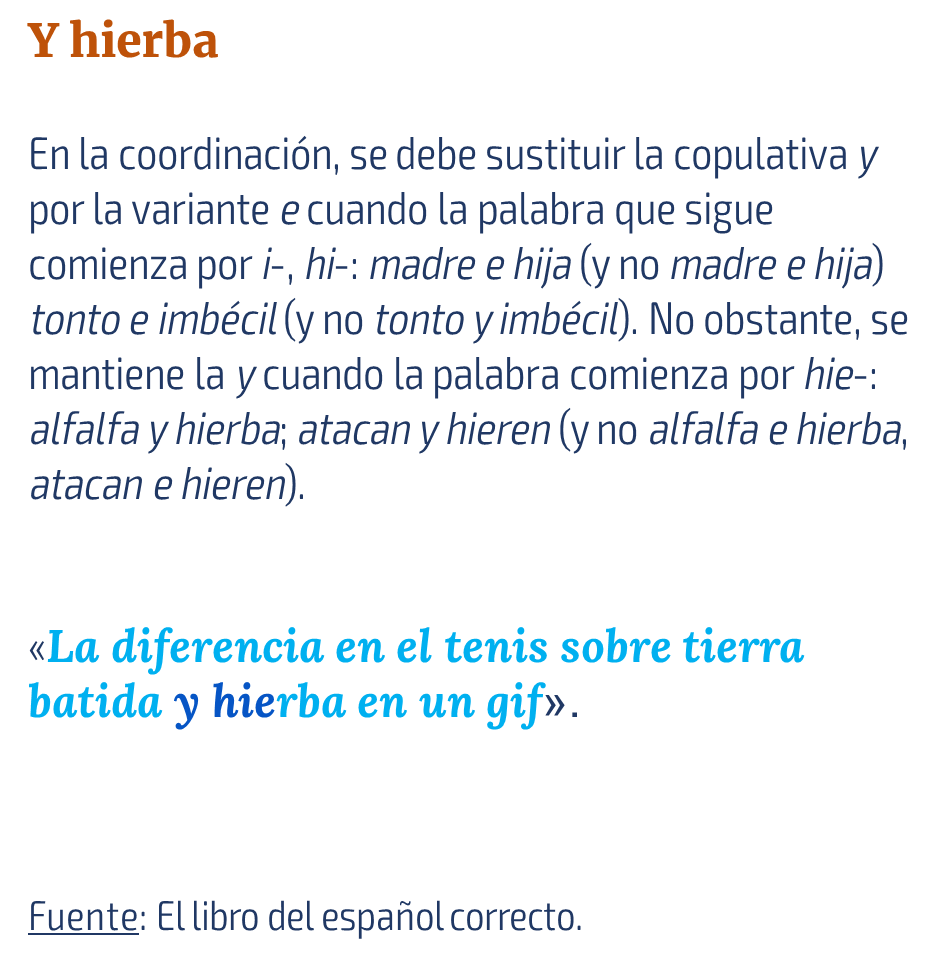 Y hierba
En la coordinación, se debe sustituir la copulativa y
por la variante e cuando la palabra que sigue
comienza por i-, hi-: madre e hija (y no madre e hija)
tonto e imbécil (y no tonto y imbécil). No obstante, se
mantiene la y cuando la palabra comienza por hie-:
alfalfa y hierba; atacan y hieren (y no alfalfa e hierba,
atacan e hieren).
«La diferencia en el tenis sobre tierra
batida y hierba en un gif».
Fuente: El libro del español correcto.